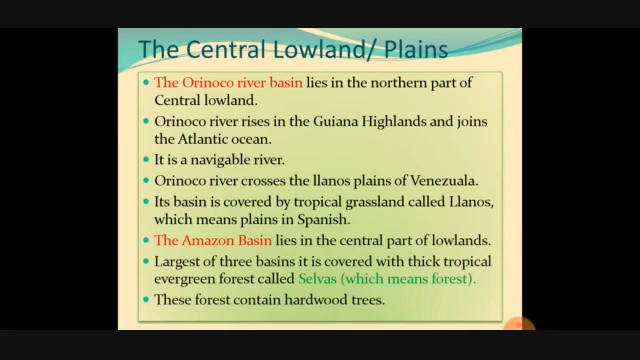 The Central Lowland/ Plains
The Orinoco river basin lies in the northern part of
Central lowland.
Orinoco river rises in the Guiana Highlands and joins
the Atlantic ocean.
It is a navigable river.
Orinoco river crosses the llanos plains of Venezuala.
Its basin is covered by tropical grassland called Llanos,
which means plains in Spanish.
The Amazon Basin lies in the central part of lowlands.
Largest of three basins it is covered with thick tropical
evergreen forest called Selvas (which means forest).
These forest contain hardwood trees.